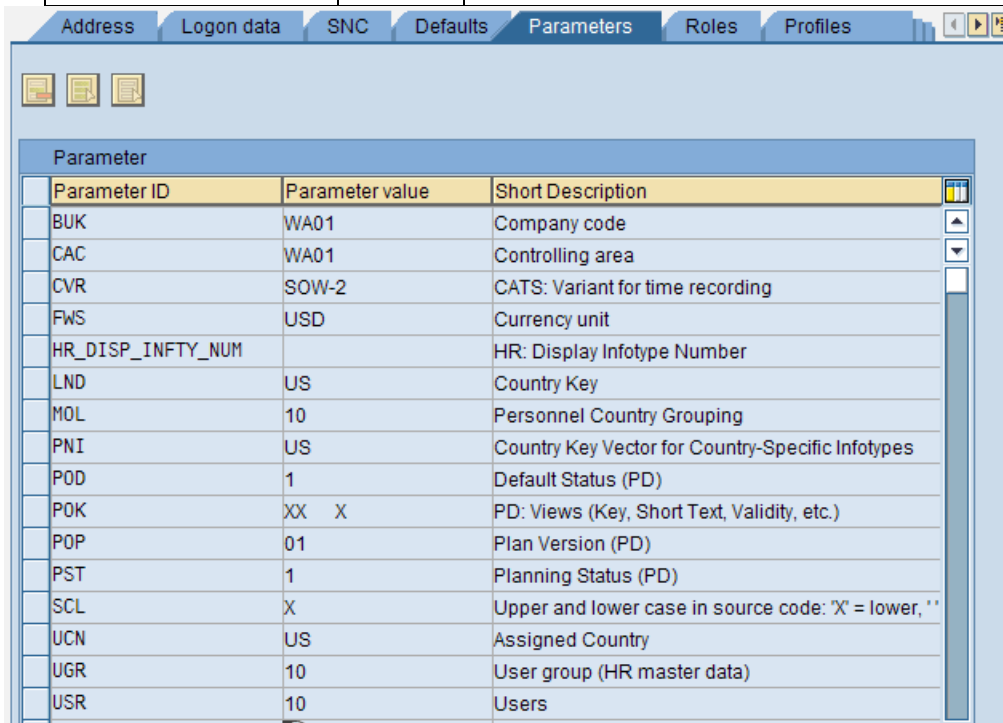 Address Logon data SNC Defaults Parameters Roles Profiles
Parameter
Parameter ID Parameter value Short Description
BUK WA01 Company code
CAC WA01 Controlling area
CVR SOW-2 CATS: Variant for time recording
FWS USD Currency unit
HR_DISP_INFTY_NUM HR: Display Infotype Number
LND US Country Key
MOL 10 Personnel Country Grouping
PNI US Country Key Vector for Country-Specific Infotypes
POD 1 Default Status (PD)
POK XX X PD: Views (Key, Short Text, Validity, etc.)
POP 01 Plan Version (PD)
PST 1 Planning Status (PD)
SCL X Upper and lower case in source code: 'X' = lower, ' '
UCN US Assigned Country
UGR 10 User group (HR master data)
USR 10 Users